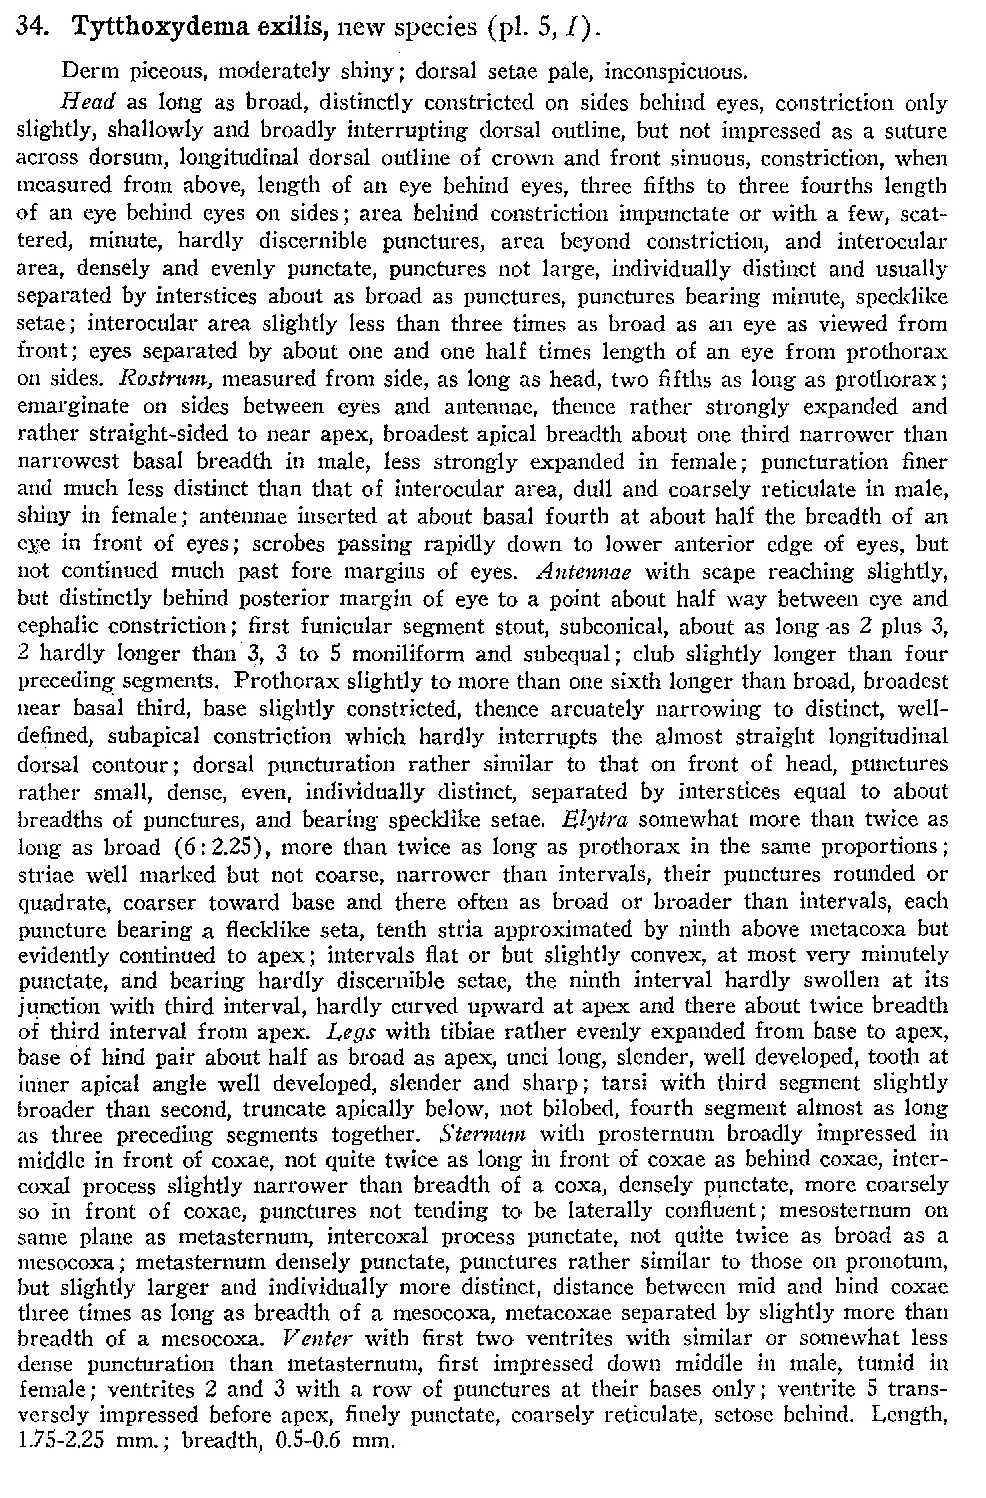 34. Tytthoxydema exilis, new species (pl. 5, I).
Derm piceous, moderately shiny; dorsal setae pale, inconspicuous.
Head as long as broad, distinctly constricted on sides behind eyes, constriction only
slightly, shallowly and broadly interrupting dorsal outline, but not impressed as a suture
across dorsum, longitudinal dorsal outline of crown and front sinuous, constriction, when
measured from above, length of an eye behind eyes, three fifths to three fourths length
of an eye behind eyes on sides; area behind constriction impunctate or with a few, scat-
tered, minute, hardly discernible punctures, area beyond constriction, and interocular
area, densely and evenly punctate, punctures not large, individually distinct and usually
separated by interstices about as broad as punctures, punctures bearing minute, specklike
setae; interocular area slightly less than three times as broad as an eye as viewed from
front; eyes separated by about one and one half times length of an eye from prothorax
on sides. Rostrum, measured from side, as long as head, two fifths as long as prothorax;
emarginate on sides between eyes and antennae, thence rather strongly expanded and
rather straight-sided to near apex, broadest apical breadth about one third narrower than
narrowest basal breadth in male, less strongly expanded in female; puncturation finer
and much less distinct than that of interocular area, dull and coarsely reticulate in male,
shiny in female; antennae inserted at about basal fourth at about half the breadth of an
eye in front of eyes; scrobes passing rapidly down to lower anterior edge of eyes, but
not continued much past fore margins of eyes. Antennae with scape reaching slightly,
but distinctly behind posterior margin of eye to a point about half way between eye and
cephalic constriction; first funicular segment stout, subconical, about as long as 2 plus 3,
2 hardly longer than 3, 3 to 5 moniliform and subequal; club slightly longer than four
preceding segments. Prothorax slightly to more than one sixth longer than broad, broadest
near basal third, base slightly constricted, thence arcuately narrowing to distinct, well-
defined, subapical constriction which hardly interrupts the almost straight longitudinal
dorsal contour; dorsal puncturation rather similar to that on front of head, punctures
rather small, dense, even, individually distinct, separated by interstices equal to about
breadths of punctures, and bearing specklike setae. Elytra somewhat more than twice as
long as broad (6:2.25), more than twice as long as prothorax in the same proportions;
striae well marked but not coarse, narrower than intervals, their punctures rounded or
quadrate, coarser toward base and there often as broad or broader than intervals, each
puncture bearing a flecklike seta, tenth stria approximated by ninth above metacoxa but
evidently continued to apex; intervals flat or but slightly convex, at most very minutely
punctate, and bearing hardly discernible setae, the ninth interval hardly swollen at its
junction with third interval, hardly curved upward at apex and there about twice breadth
of third interval from apex. Legs with tibiae rather evenly expanded from base to apex,
base of hind pair about half as broad as apex, unci long, slender, well developed, tooth at
inner apical angle well developed, slender and sharp; tarsi with third segment slightly
broader than second, truncate apically below, not bilobed, fourth segment almost as long
as three preceding segments together. Sternum with prosternum broadly impressed in
middle in front of coxae, not quite twice as long in front of coxae as behind coxae, inter-
coxal process slightly narrower than breadth of a coxa, densely punctate, more coarsely
so in front of coxae, punctures not tending to be laterally confluent; mesosternum on
same plane as metasternum, intercoxal process punctate, not quite twice as broad as a
mesocoxa; metasternum densely punctate, punctures rather similar to those on pronotum,
but slightly larger and individually more distinct, distance between mid and hind coxae
three times as long as breadth of a mesocoxa, metacoxae separated by slightly more than
breadth of a mesocoxa. Venter with first two ventrites with similar or somewhat less
dense puncturation than metasternum, first impressed down middle in male, tumid in
female; ventrites 2 and 3 with a row of punctures at their bases only; ventrite 5 trans-
versely impressed before apex, finely punctate, coarsely reticulate, setose behind. Length,
1.75-2.25 mm.; breadth, 0.5-0.6 mm.